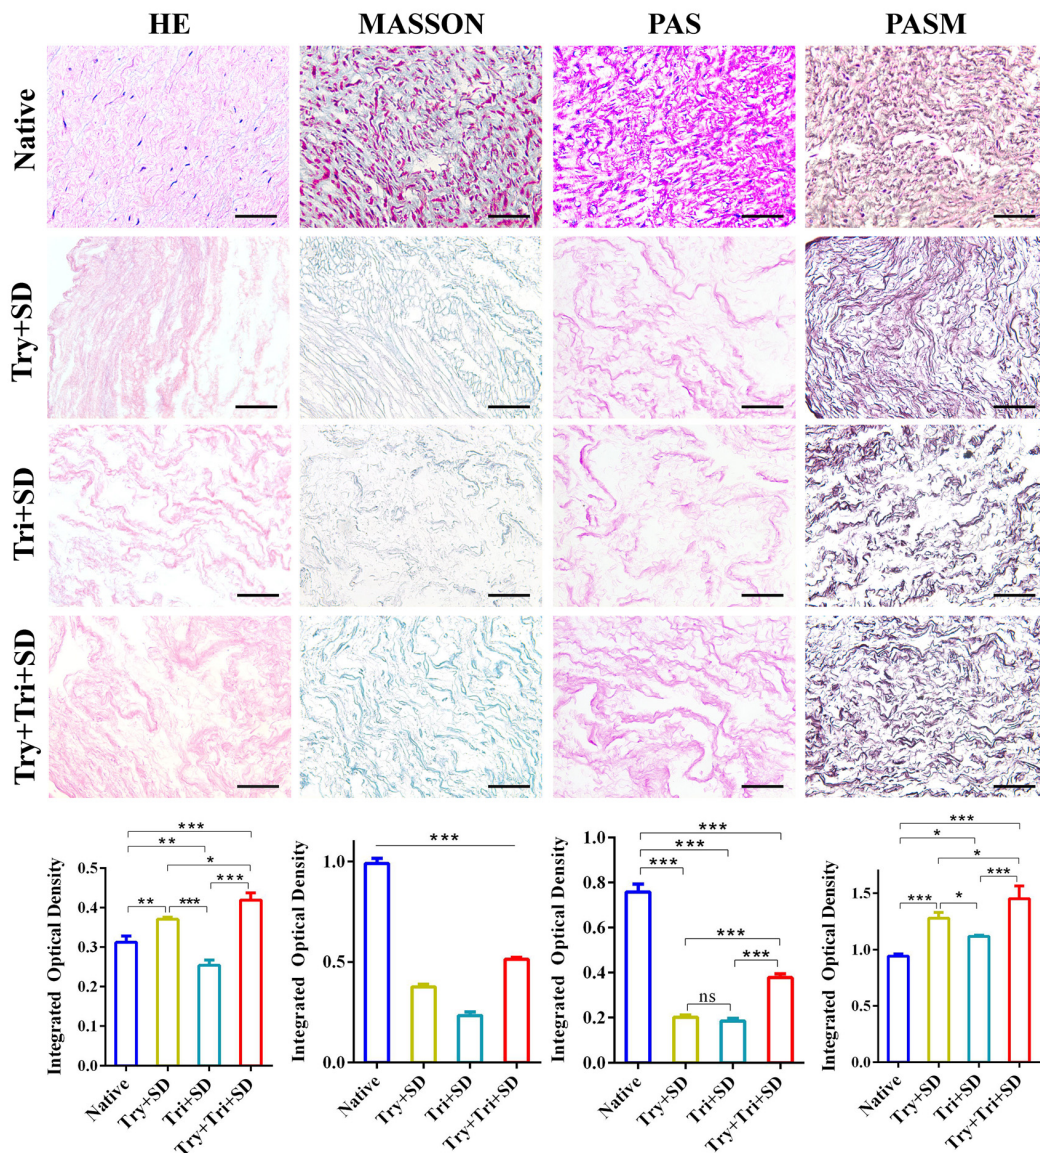 HE MASSON PAS PASM
Native
Try+SD
Tri+SD
Try+Tri+SD
Integrated Optical Density
0.5
0.4
0.3
0.2
0.1
0.0
***
**
*
***
**
***
Native
Try+SD
Tri+SD
Try+Tri+SD
Integrated Optical Density
1.0
0.5
0.0
***
Native
Try+SD
Tri+SD
Try+Tri+SD
Integrated Optical Density
1.0
0.8
0.6
0.4
0.2
0.0
***
***
***
***
***
ns
Native
Try+SD
Tri+SD
Try+Tri+SD
Integrated Optical Density
1.5
1.0
0.5
0.0
***
*
*
***
***
*
Native
Try+SD
Tri+SD
Try+Tri+SD